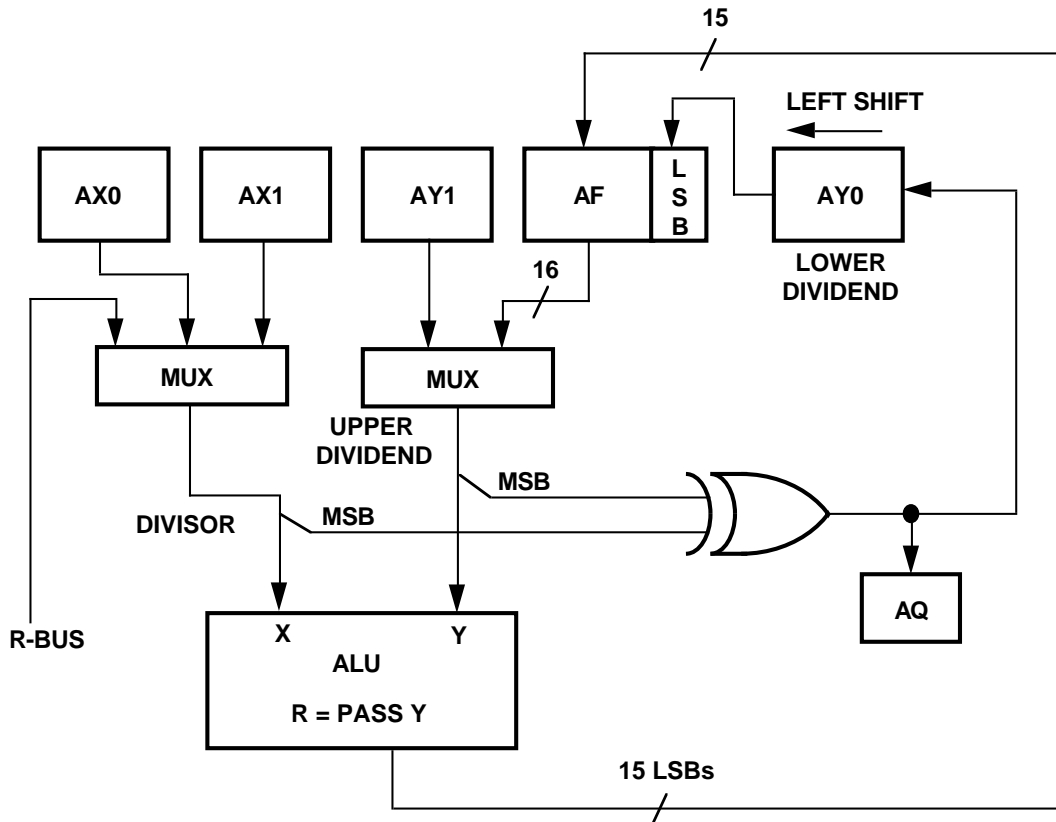 15
LEFT SHIFT
AX0
AX1
AY1
AF
L
S
B
AY0
16
LOWER
DIVIDEND
MUX
MUX
UPPER
DIVIDEND
MSB
DIVISOR
MSB
AQ
R-BUS
X
Y
ALU
R = PASS Y
15 LSBs